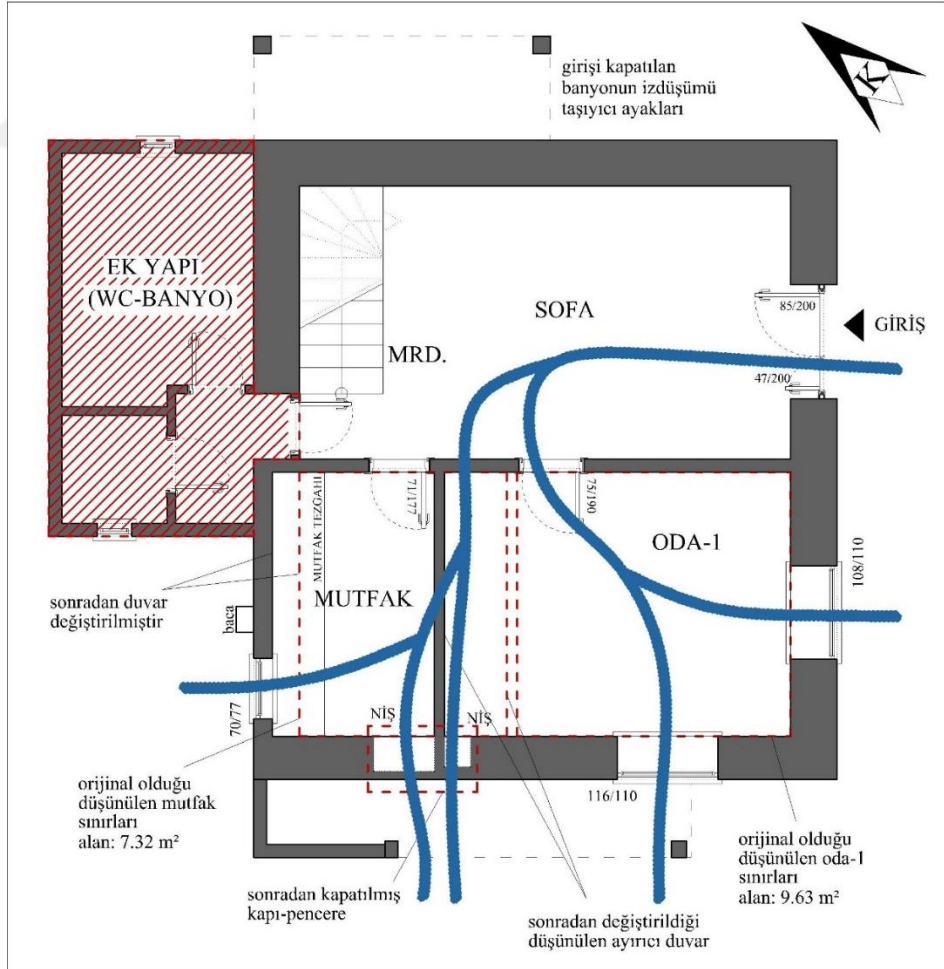 girişi kapatılan
banyonun izdüşümü
taşıyıcı ayakları
K
EK YAPI
(WC-BANYO)
SOFA
85/200
GİRİŞ
MRD.
47/200
71/177
75/190
MUTFAK TEZGAHI
ODA-1
108/110
MUTFAK
sonradan duvar
değiştirilmiştir
baca
70/77
NİŞ
NİŞ
116/110
orijinal olduğu
düşünülen mutfak
sınırları
alan: 7.32 m²
orijinal olduğu
düşünülen oda-1
sınırları
alan: 9.63 m²
sonradan kapatılmış
kapı-pencere
sonradan değiştirildiği
düşünülen ayırıcı duvar